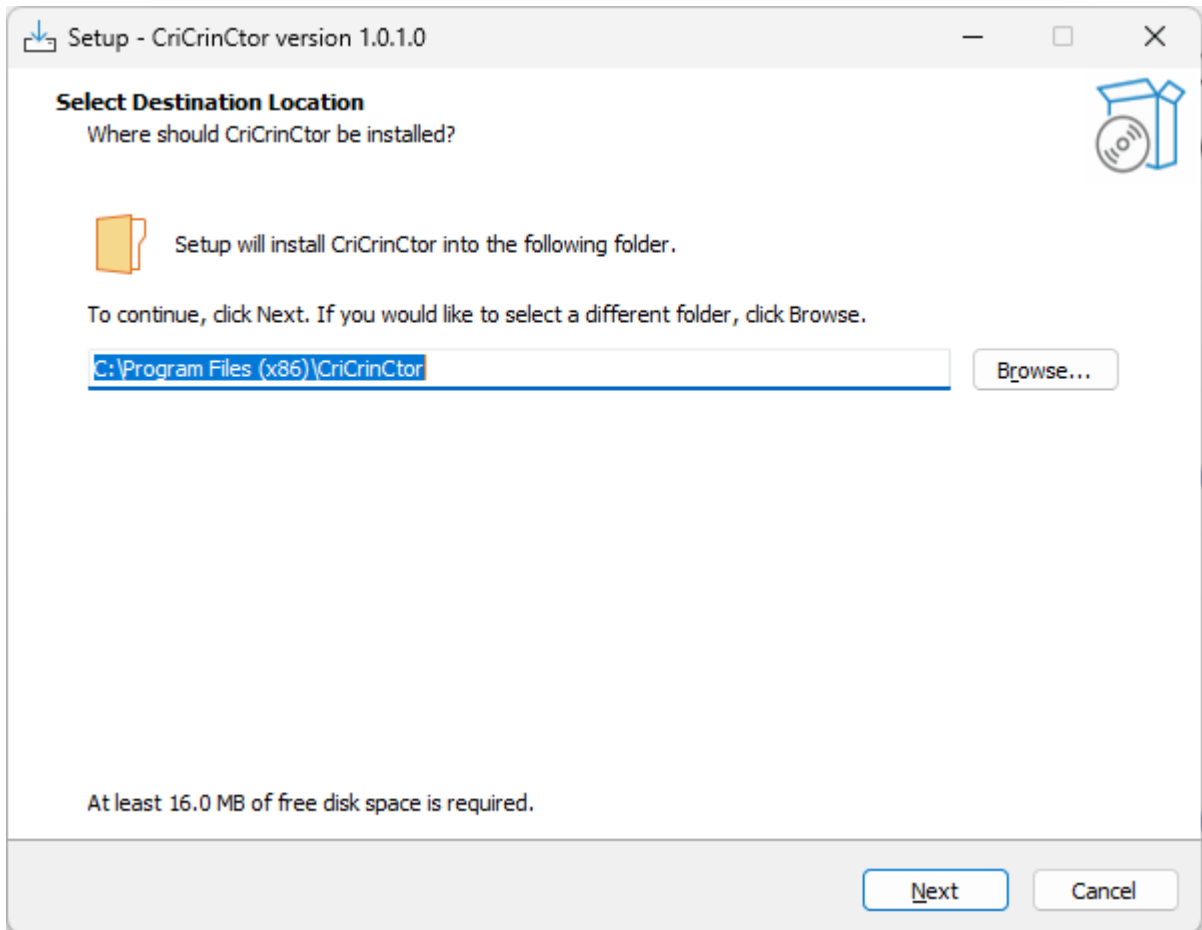 Setup - CriCrinCtor version 1.0.1.0
Select Destination Location
Where should CriCrinCtor be installed?
Setup will install CriCrinCtor into the following folder.
To continue, click Next. If you would like to select a different folder, click Browse.
C:\Program Files (x86)\CriCrinCtor
Browse...
At least 16.0 MB of free disk space is required.
Next
Cancel